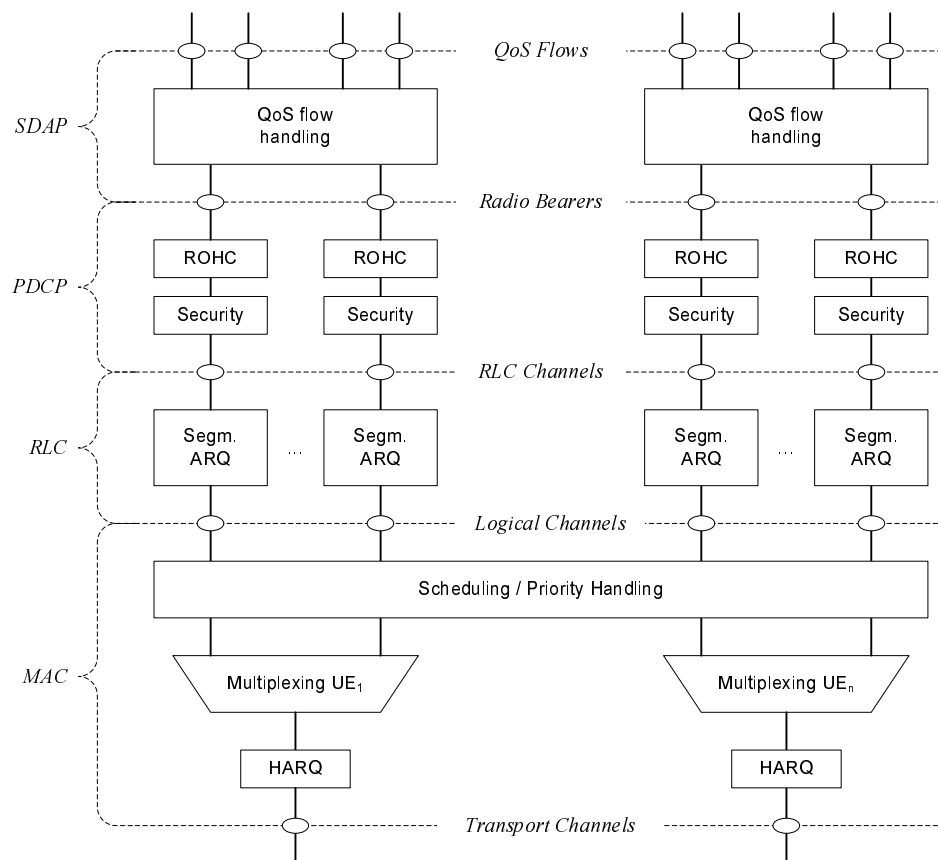 QoS Flows
QoS flow
handling
QoS flow
handling
SDAP
Radio Bearers
ROHC
ROHC
ROHC
ROHC
PDCP
Security
Security
Security
Security
RLC Channels
Segm.
ARQ
...
Segm.
ARQ
Segm.
ARQ
...
Segm.
ARQ
RLC
Logical Channels
Scheduling / Priority Handling
MAC
Multiplexing UE₁
Multiplexing UEₙ
HARQ
HARQ
Transport Channels